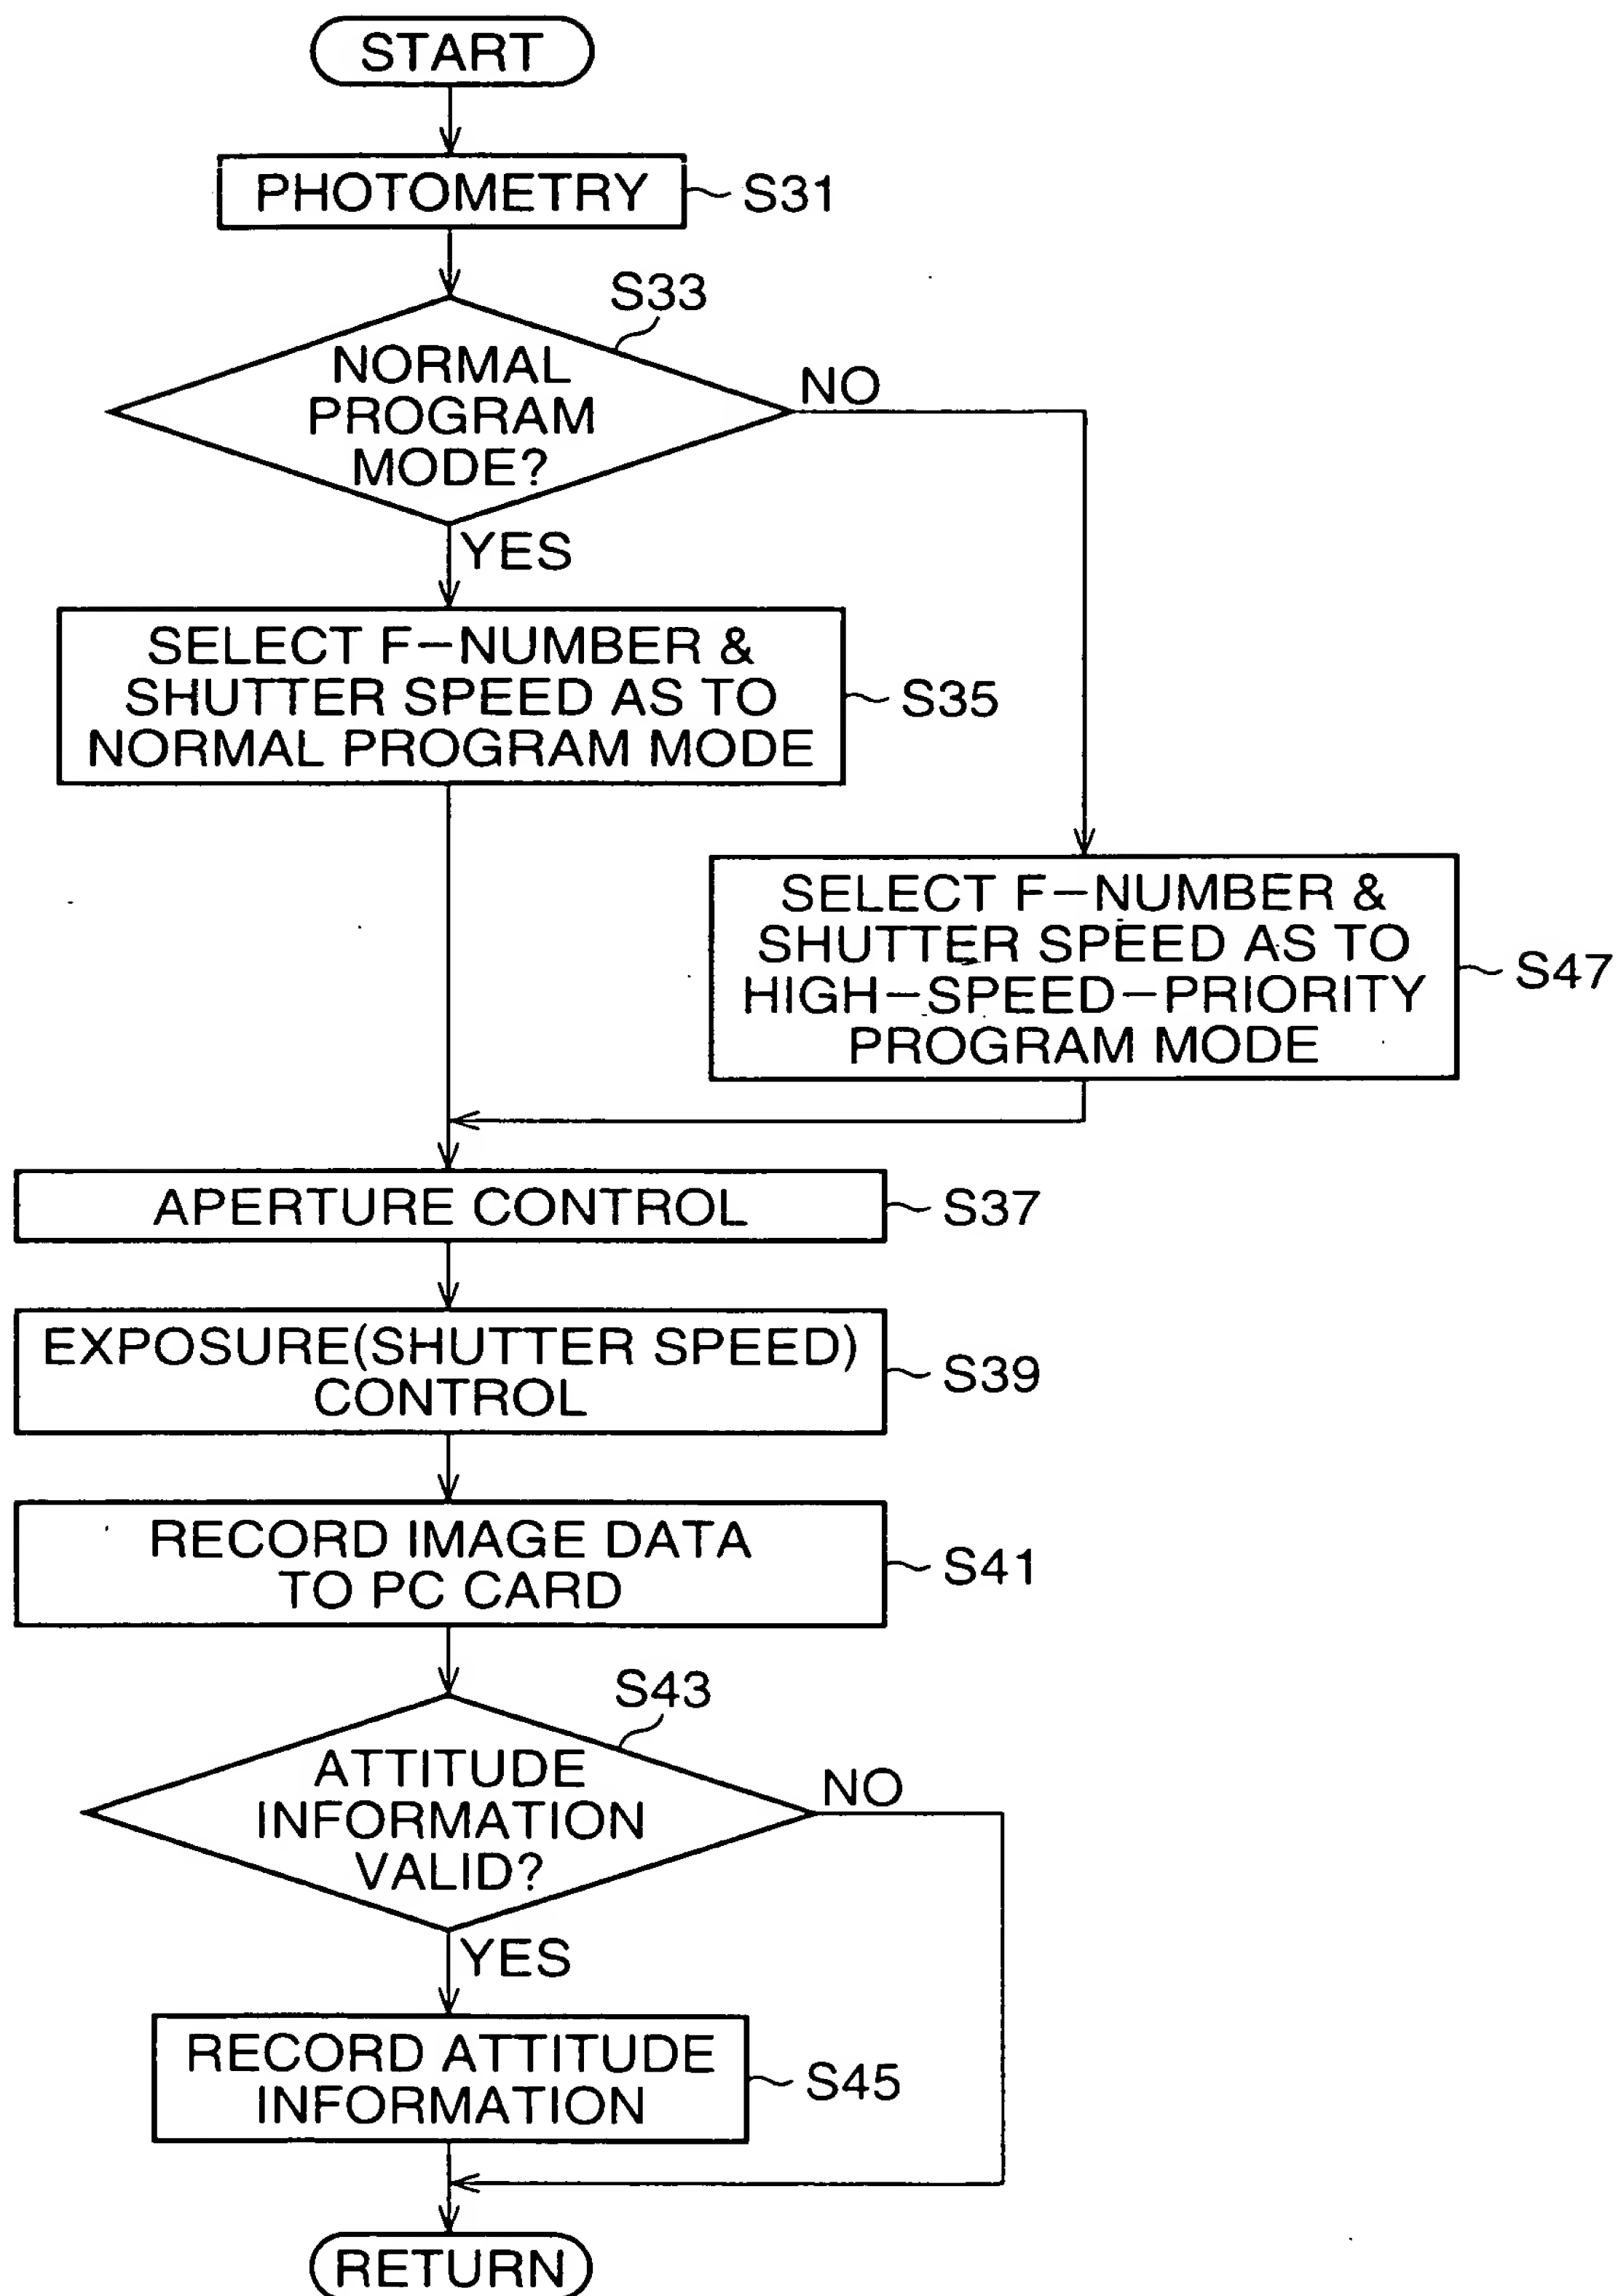 START
PHOTOMETRY
S31
S33
NORMAL
PROGRAM
MODE?
NO
YES
SELECT F-NUMBER &
SHUTTER SPEED AS TO
NORMAL PROGRAM MODE
S35
SELECT F-NUMBER &
SHUTTER SPEED AS TO
HIGH-SPEED-PRIORITY
PROGRAM MODE
S47
APERTURE CONTROL
S37
EXPOSURE(SHUTTER SPEED)
CONTROL
S39
RECORD IMAGE DATA
TO PC CARD
S41
S43
ATTITUDE
INFORMATION
VALID?
NO
YES
RECORD ATTITUDE
INFORMATION
S45
RETURN